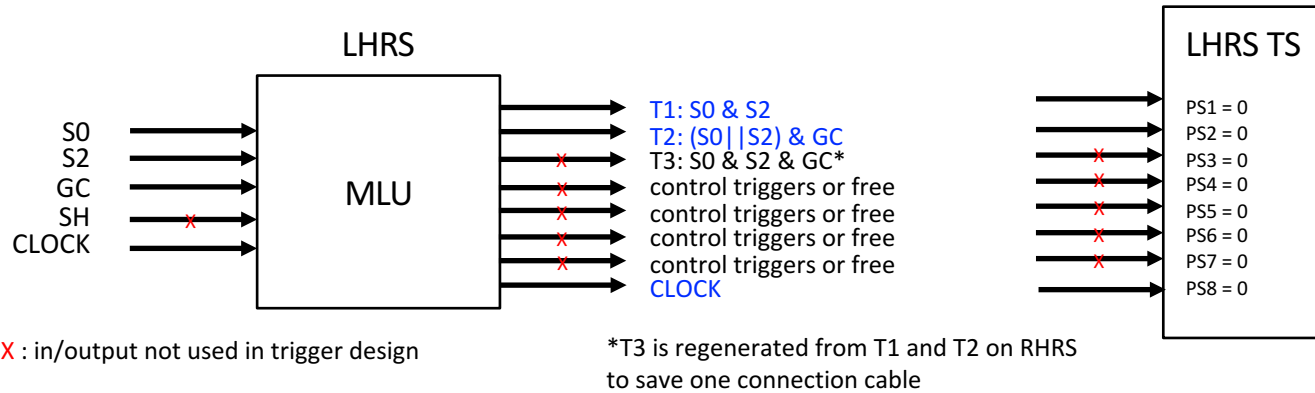 LHRS
LHRS TS
S0
S2
GC
SH
CLOCK
X
MLU
T1: S0 & S2
T2: (S0||S2) & GC
X
T3: S0 & S2 & GC*
X
control triggers or free
X
control triggers or free
X
control triggers or free
X
control triggers or free
CLOCK
PS1 = 0
PS2 = 0
X
PS3 = 0
X
PS4 = 0
X
PS5 = 0
X
PS6 = 0
X
PS7 = 0
PS8 = 0
X : in/output not used in trigger design
*T3 is regenerated from T1 and T2 on RHRS
to save one connection cable